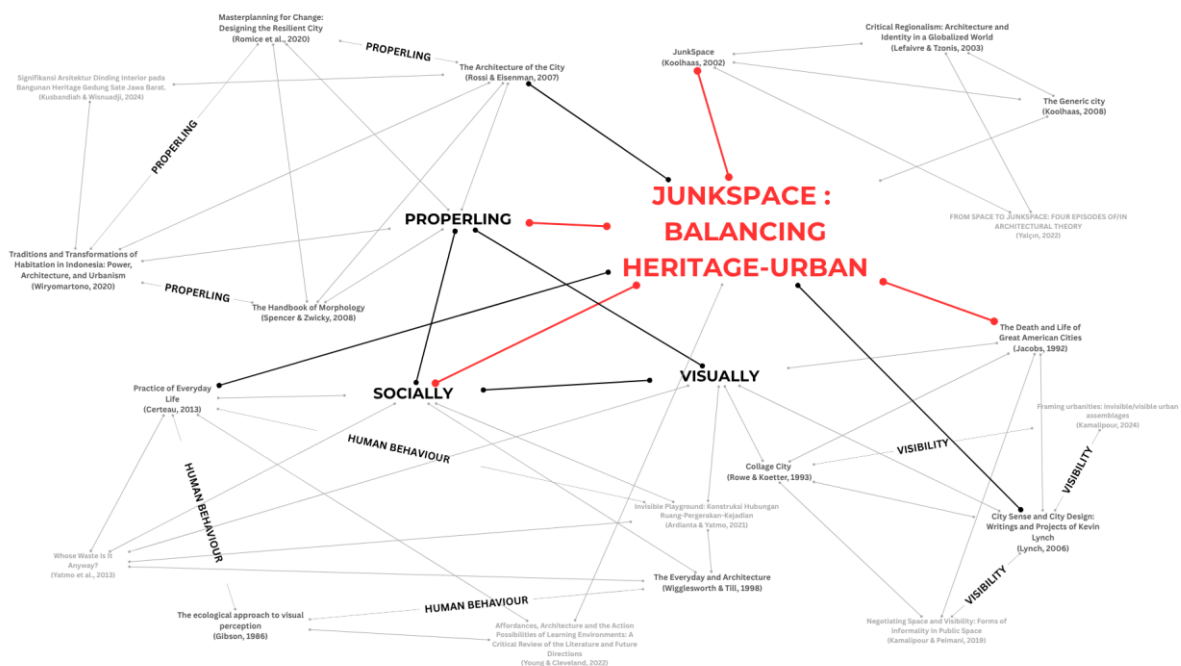 Masterplanning for Change:
Designing the Resilient City
(Romice et al., 2020)
PROPERLING
The Architecture of the City
(Rossi & Eisenman, 2007)
Signifikansi Arsitektur Dinding Interior pada
Bangunan Heritage Gedung Sate Jawa Barat.
(Kusbandiah & Wisnuadji, 2024)
PROPERLING
Critical Regionalism: Architecture and
Identity in a Globalized World
(Lefaivre & Tzonis, 2003)
JunkSpace
(Koolhaas, 2002)
The Generic city
(Koolhaas, 2008)
JUNKSPACE :
BALANCING
HERITAGE-URBAN
PROPERLING
FROM SPACE TO JUNKSPACE: FOUR EPISODES OF/IN
ARCHITECTURAL THEORY
(Yalçın, 2022)
Traditions and Transformations of
Habitation in Indonesia: Power,
Architecture, and Urbanism
(Wiryomartono, 2020)
PROPERLING
The Handbook of Morphology
(Spencer & Zwicky, 2008)
The Death and Life of
Great American Cities
(Jacobs, 1992)
Practice of Everyday
Life
(Certeau, 2013)
SOCIALLY
VISUALLY
Framing urbanities: invisible/visible urban
assemblages
(Kamalipour, 2024)
HUMAN BEHAVIOUR
VISIBILITY
VISIBILITY
Collage City
(Rowe & Koetter, 1993)
HUMAN BEHAVIOUR
Invisible Playground: Konstruksi Hubungan
Ruang-Pergerakan-Kejadian
(Ardianta & Yatmo, 2021)
City Sense and City Design:
Writings and Projects of Kevin
Lynch
(Lynch, 2006)
Whose Waste Is It
Anyway?
(Yatmo et al., 2013)
The Everyday and Architecture
(Wigglesworth & Till, 1998)
VISIBILITY
HUMAN BEHAVIOUR
The ecological approach to visual
perception
(Gibson, 1986)
Affordances, Architecture and the Action
Possibilities of Learning Environments: A
Critical Review of the Literature and Future
Directions
(Young & Cleveland, 2022)
Negotiating Space and Visibility: Forms of
Informality in Public Space
(Kamalipour & Peimani, 2019)